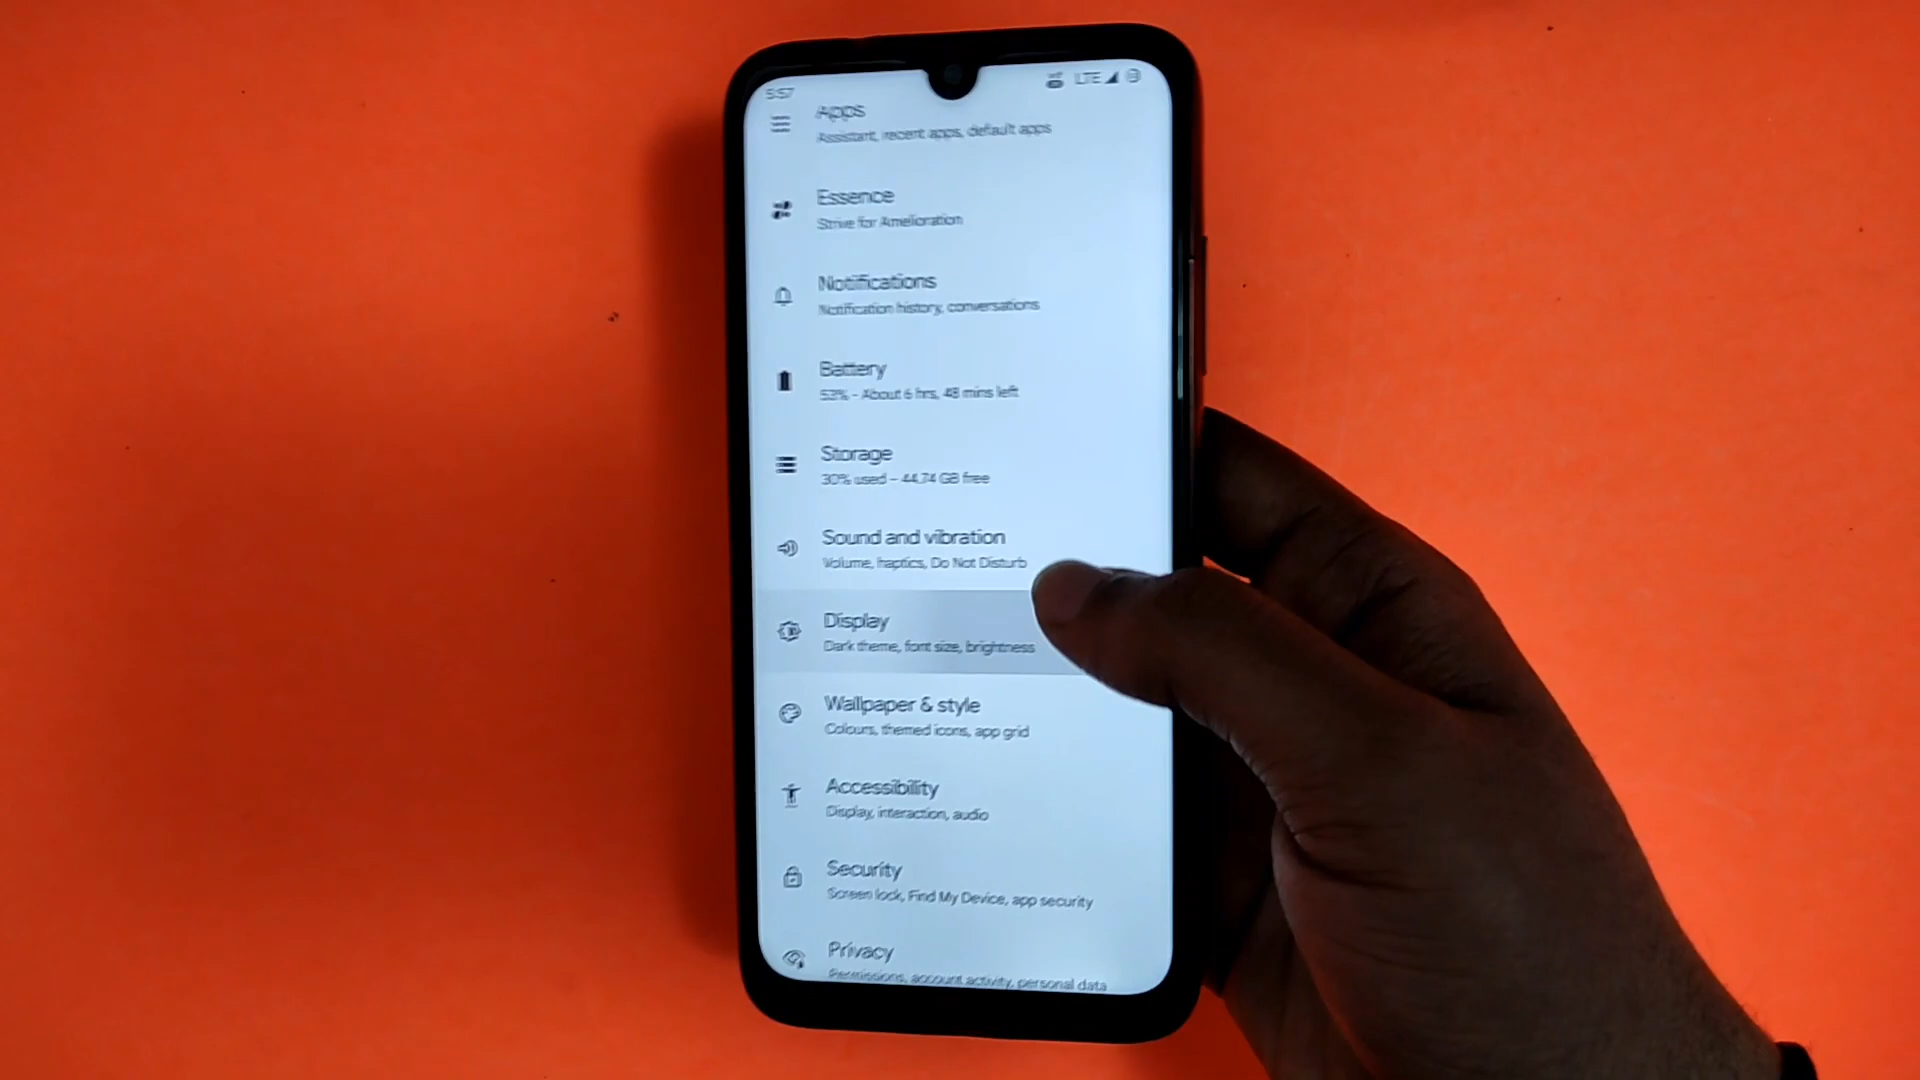 5:57
LTE
Apps
Assistant, recent apps, default apps
Essence
Strive for Amelioration
Notifications
Notification history, conversations
Battery
53% - About 6 hrs, 48 mins left
Storage
30% used - 44.74 GB free
Sound and vibration
Volume, haptics, Do Not Disturb
Display
Dark theme, font size, brightness
Wallpaper & style
Colours, themed icons, app grid
Accessibility
Display, interaction, audio
Security
Screen lock, Find My Device, app security
Privacy
Permissions, account activity, personal data